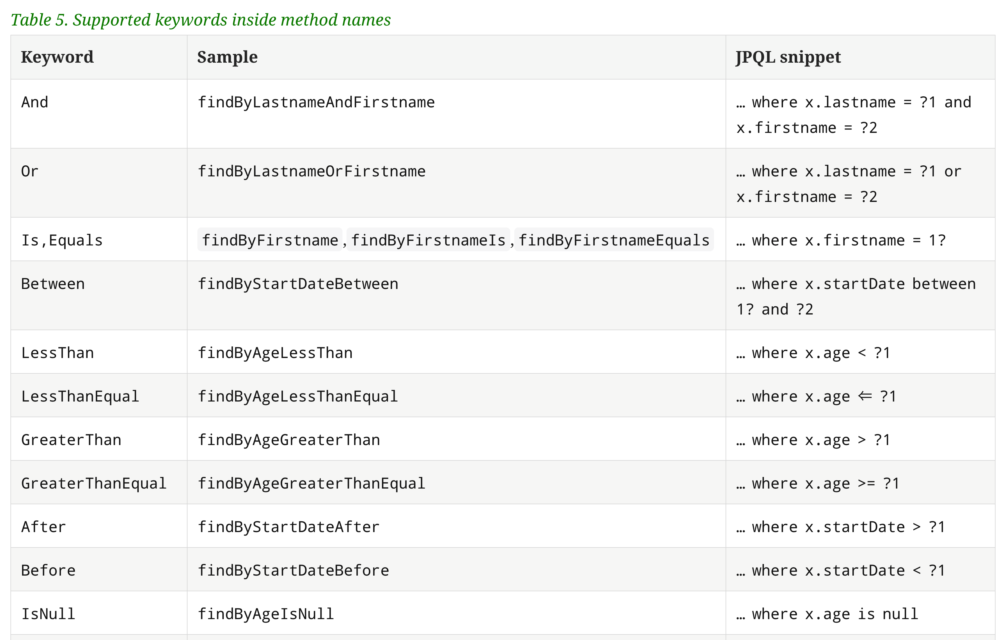 Table 5. Supported keywords inside method names
Keyword Sample JPQL snippet
And findByLastnameAndFirstname … where x.lastname = ?1 and
x.firstname = ?2
Or findByLastnameOrFirstname … where x.lastname = ?1 or
x.firstname = ?2
Is,Equals findByFirstname,findByFirstnameIs,findByFirstnameEquals … where x.firstname = 1?
Between findByStartDateBetween … where x.startDate between
1? and ?2
LessThan findByAgeLessThan … where x.age < ?1
LessThanEqual findByAgeLessThanEqual … where x.age ⇐ ?1
GreaterThan findByAgeGreaterThan … where x.age > ?1
GreaterThanEqual findByAgeGreaterThanEqual … where x.age >= ?1
After findByStartDateAfter … where x.startDate > ?1
Before findByStartDateBefore … where x.startDate < ?1
IsNull findByAgeIsNull … where x.age is null